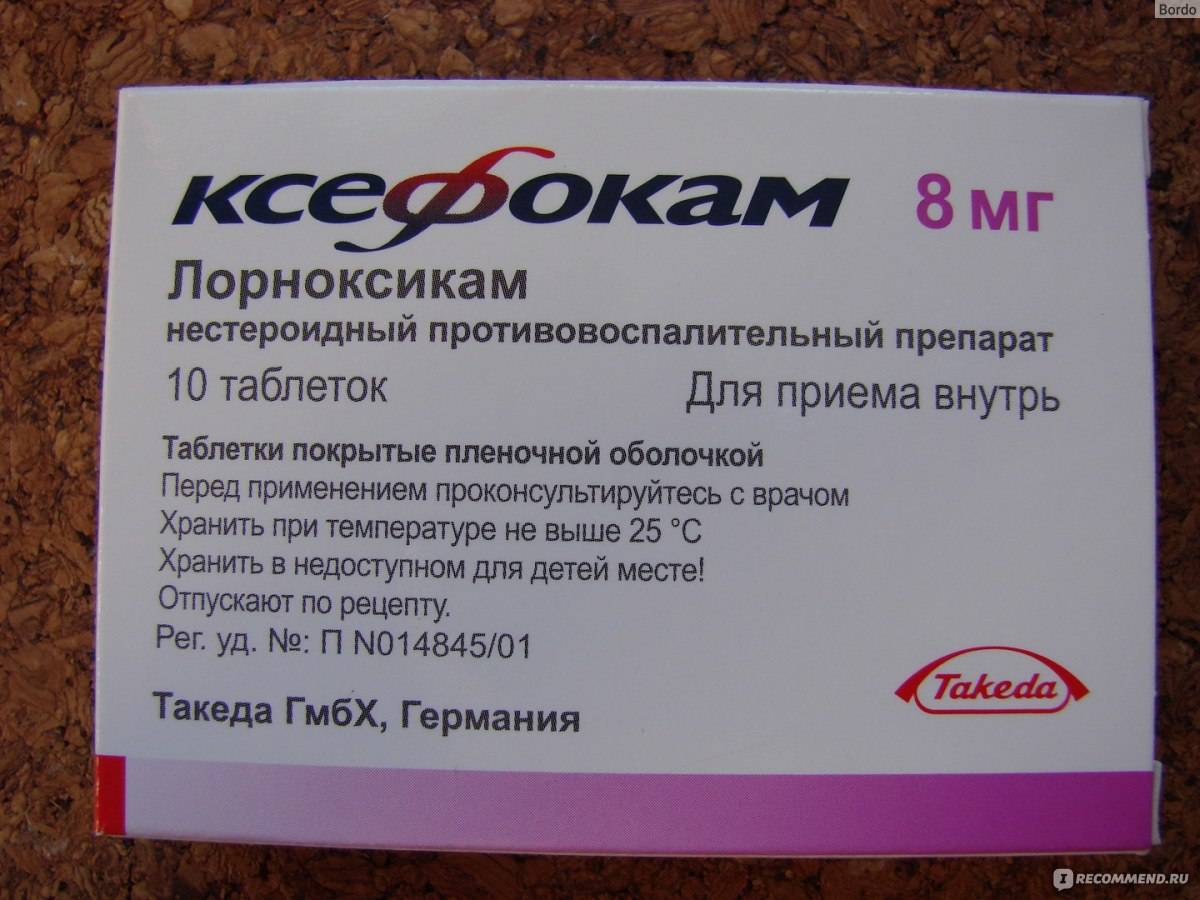 Bordo
ксефокам 8 мг
Лорноксикам
нестероидный противовоспалительный препарат
10 таблеток Для приема внутрь
Таблетки покрытые пленочной оболочкой
Перед применением проконсультируйтесь с врачом
Хранить при температуре не выше 25 °C
Хранить в недоступном для детей месте!
Отпускают по рецепту.
Рег. уд. №: П N014845/01
Takeda
Такеда ГмбХ, Германия
IRECOMMEND.RU